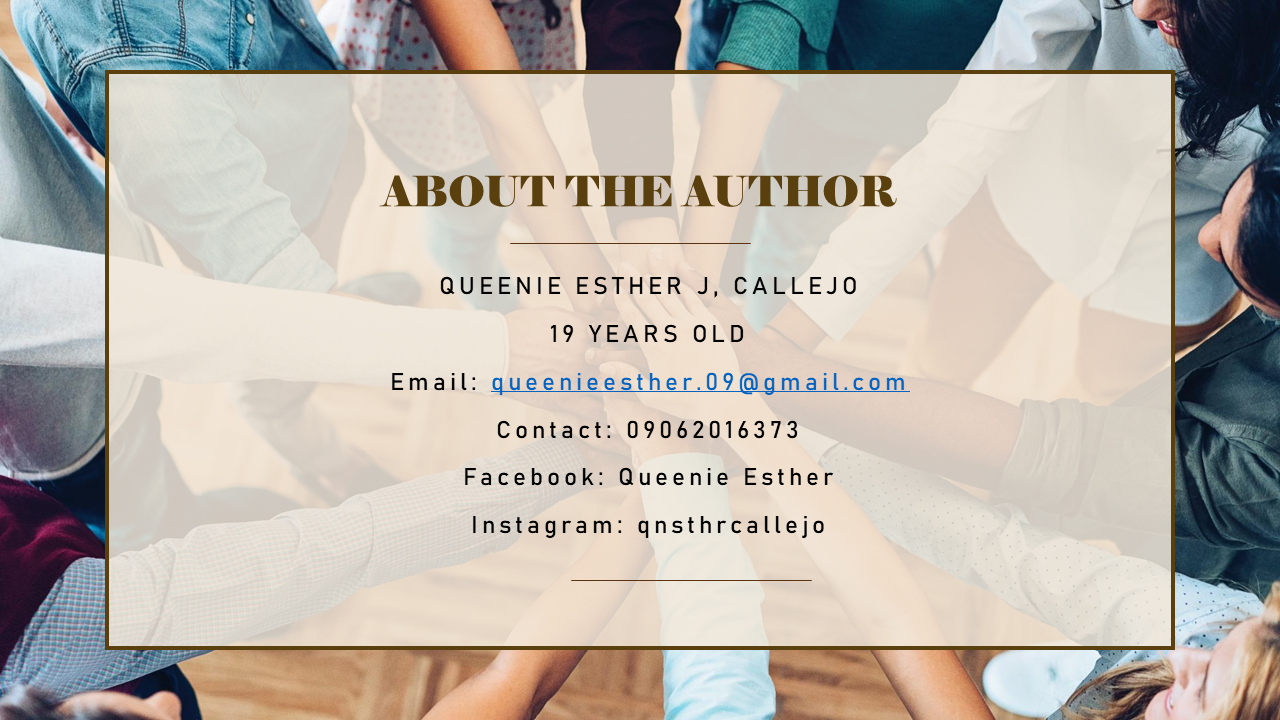 ABOUT THE AUTHOR
QUEENIE ESTHER J, CALLEJO
19 YEARS OLD
Email: queenieesther.09@gmail.com
Contact: 09062016373
Facebook: Queenie Esther
Instagram: qnsthrcallejo